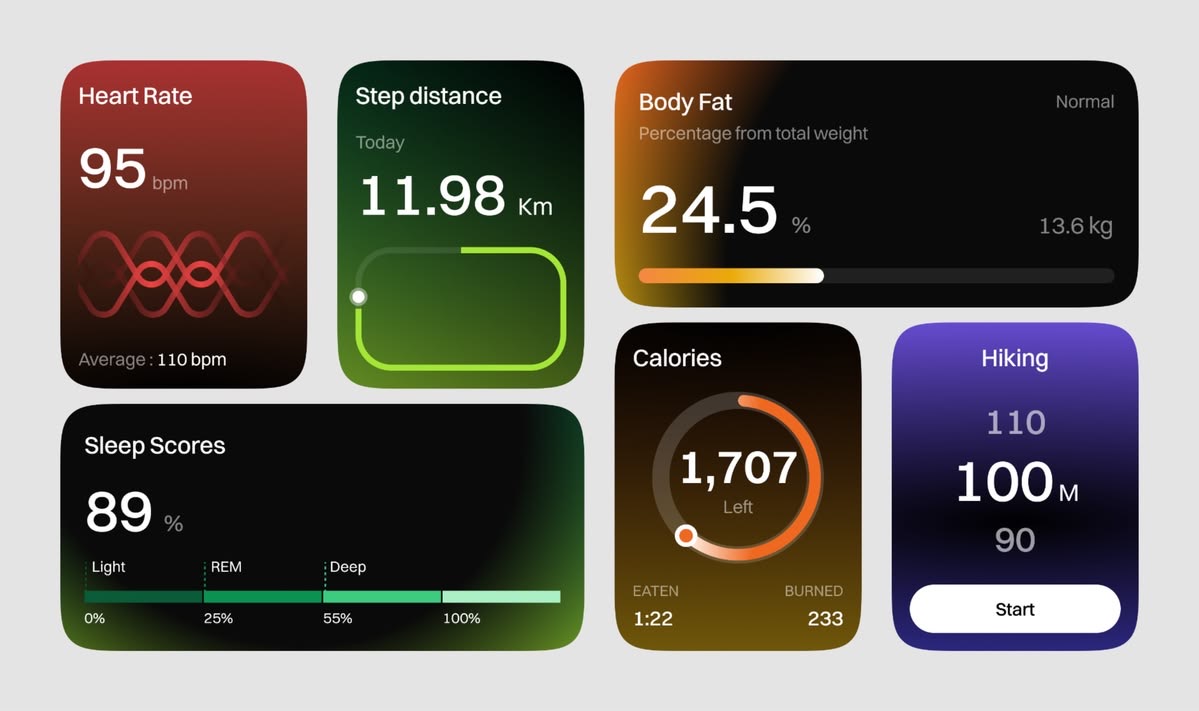 Heart Rate
95 bpm
Average : 110 bpm
Step distance
Today
11.98 Km
Body Fat
Normal
Percentage from total weight
24.5 %
13.6 kg
Sleep Scores
89 %
Light REM Deep
0% 25% 55% 100%
Calories
1,707
Left
EATEN BURNED
1:22 233
Hiking
110
100 M
90
Start